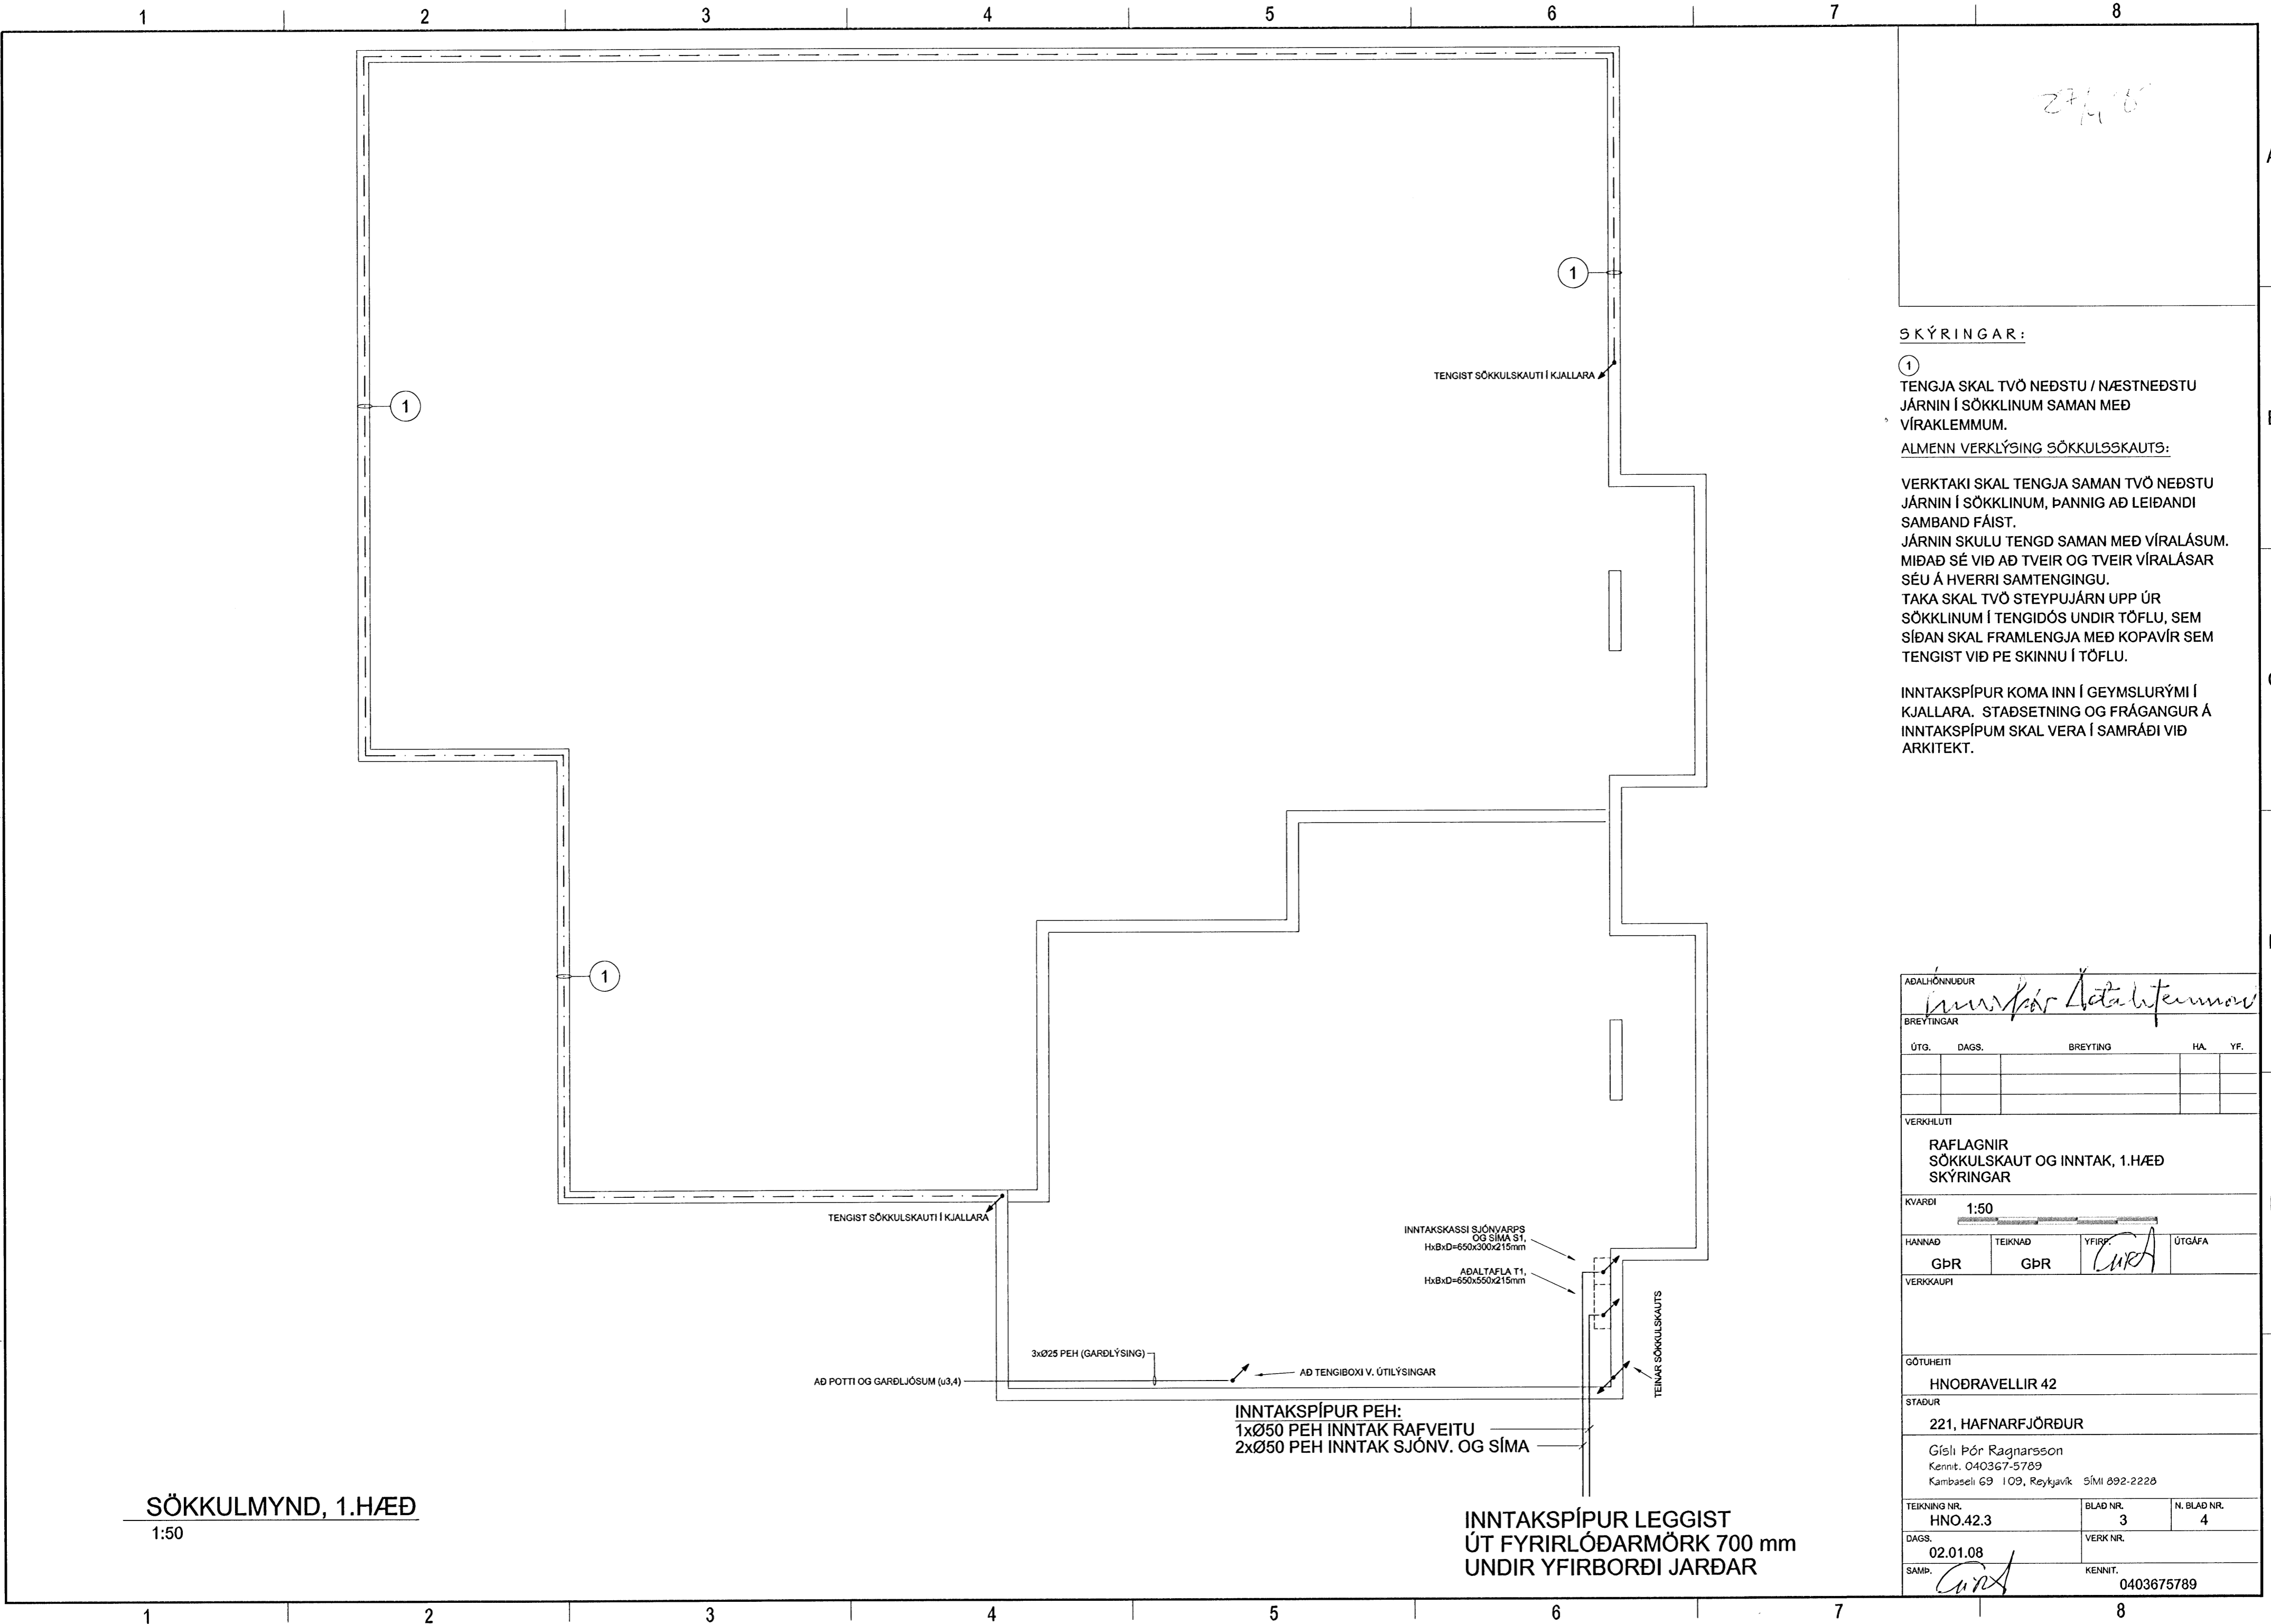 1 2 3 4 5 6 7 8
1
TENGIST SÖKKULSKAUTI Í KJALLARA
1
1
TENGIST SÖKKULSKAUTI Í KJALLARA
INNTAKSKASSI SJÓNVARPS
OG SÍMA S1,
HxBxD=650x300x215mm
AÐALTAFLA T1,
HxBxD=650x550x215mm
TEINAR SÖKKULSKAUTS
3xØ25 PEH (GARÐLÝSING)
AÐ POTTI OG GARÐLJÓSUM (u3,4)
AÐ TENGIBOXI V. ÚTILÝSINGAR
INNTAKSPÍPUR PEH:
1xØ50 PEH INNTAK RAFVEITU
2xØ50 PEH INNTAK SJÓNV. OG SÍMA
INNTAKSPÍPUR LEGGIST
ÚT FYRIRLÓÐARMÖRK 700 mm
UNDIR YFIRBORÐI JARÐAR
SÖKKULMYND, 1.HÆÐ
1:50
SKÝRINGAR:
1
TENGJA SKAL TVÖ NEÐSTU / NÆSTNEÐSTU
JÁRNIN Í SÖKKLINUM SAMAN MEÐ
VÍRAKLEMMUM.
ALMENN VERKLÝSING SÖKKULSSKAUTS:
VERKTAKI SKAL TENGJA SAMAN TVÖ NEÐSTU
JÁRNIN Í SÖKKLINUM, ÞANNIG AÐ LEIÐANDI
SAMBAND FÁIST.
JÁRNIN SKULU TENGD SAMAN MEÐ VÍRALÁSUM.
MIÐAÐ SÉ VIÐ AÐ TVEIR OG TVEIR VÍRALÁSAR
SÉU Á HVERRI SAMTENGINGU.
TAKA SKAL TVÖ STEYPUJÁRN UPP ÚR
SÖKKLINUM Í TENGIDÓS UNDIR TÖFLU, SEM
SÍÐAN SKAL FRAMLENGJA MEÐ KOPAVÍR SEM
TENGIST VIÐ PE SKINNU Í TÖFLU.
INNTAKSPÍPUR KOMA INN Í GEYMSLURÝMI Í
KJALLARA. STAÐSETNING OG FRÁGANGUR Á
INNTAKSPÍPUM SKAL VERA Í SAMRÁÐI VIÐ
ARKITEKT.
AÐALHÖNNUÐUR
BREYTINGAR
ÚTG. DAGS. BREYTING HA. YF.
VERKHLUTI
RAFLAGNIR
SÖKKULSKAUT OG INNTAK, 1.HÆÐ
SKÝRINGAR
KVARÐI
1:50
HANNAÐ TEIKNAÐ YFIRF. ÚTGÁFA
GÞR GÞR
VERKKAUPI
GÖTUHEITI
HNOÐRAVELLIR 42
STAÐUR
221, HAFNARFJÖRÐUR
Gísli Þór Ragnarsson
Kennit. 040367-5789
Kambaseli 69 109, Reykjavík SÍMI 892-2228
TEIKNING NR. BLAÐ NR. N. BLAÐ NR.
HNO.42.3 3 4
DAGS. VERK NR.
02.01.08
SAMÞ. KENNIT.
0403675789
1 2 3 4 5 6 7 8